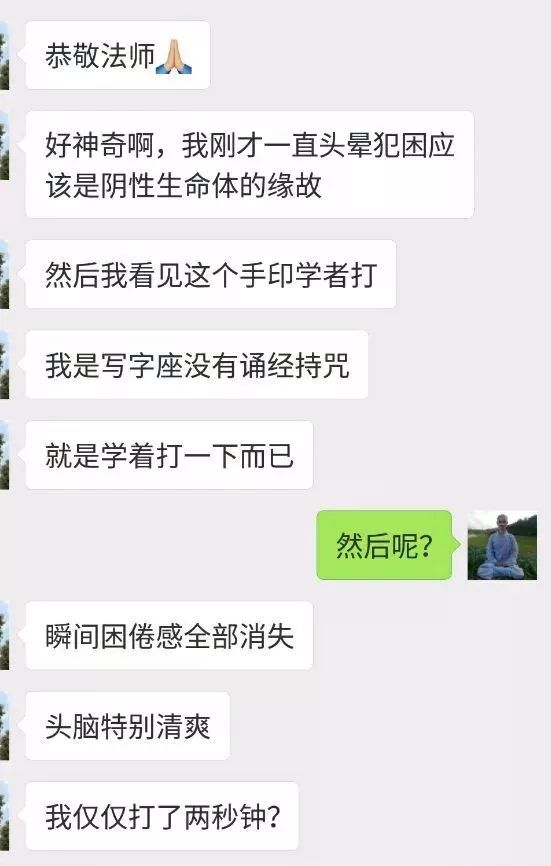 恭敬法师🙏🏼
好神奇啊，我刚才一直头晕犯困应
该是阴性生命体的缘故
然后我看见这个手印学者打
我是写字座没有诵经持咒
就是学着打一下而已
然后呢？
瞬间困倦感全部消失
头脑特别清爽
我仅仅打了两秒钟？